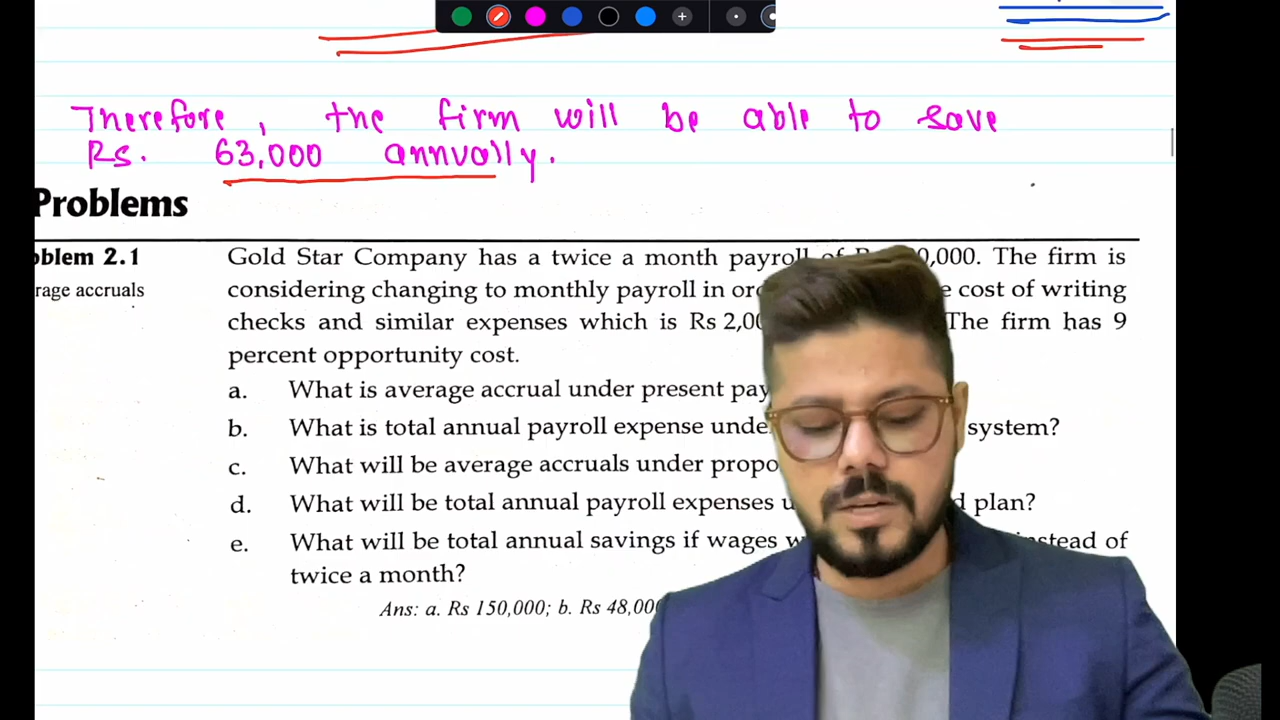 Therefore, the firm will be able to save
Rs. 63,000 annually.
Problems
oblem 2.1
Gold Star Company has a twice a month payroll of 0,000. The firm is
rage accruals
considering changing to monthly payroll in or e cost of writing
checks and similar expenses which is Rs 2,00 The firm has 9
percent opportunity cost.
a. What is average accrual under present pay
b. What is total annual payroll expense unde system?
c. What will be average accruals under propo
d. What will be total annual payroll expenses u d plan?
e. What will be total annual savings if wages w instead of
twice a month?
Ans: a. Rs 150,000; b. Rs 48,00